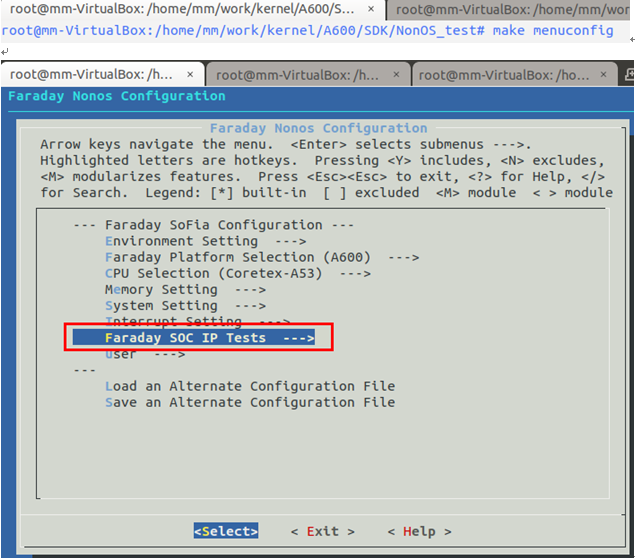 root@mm-VirtualBox: /home/mm/work/kernel/A600/S... × root@mm-VirtualBox: /home/mm/wor
root@mm-VirtualBox:/home/mm/work/kernel/A600/SDK/NonOS_test# make menuconfig
root@mm-VirtualBox: /h... × root@mm-VirtualBox: /h... × root@mm-VirtualBox: /ho... ×
Faraday Nonos Configuration
Faraday Nonos Configuration
Arrow keys navigate the menu. <Enter> selects submenus --->.
Highlighted letters are hotkeys. Pressing <Y> includes, <N> excludes,
<M> modularizes features. Press <Esc><Esc> to exit, <?> for Help, </>
for Search. Legend: [*] built-in [ ] excluded <M> module < > module
--- Faraday SoFia Configuration ---
Environment Setting --->
Faraday Platform Selection (A600) --->
CPU Selection (Coretex-A53) --->
Memory Setting --->
System Setting --->
Interrupt Setting --->
Faraday SOC IP Tests --->
User --->
---
Load an Alternate Configuration File
Save an Alternate Configuration File
<Select> < Exit > < Help >